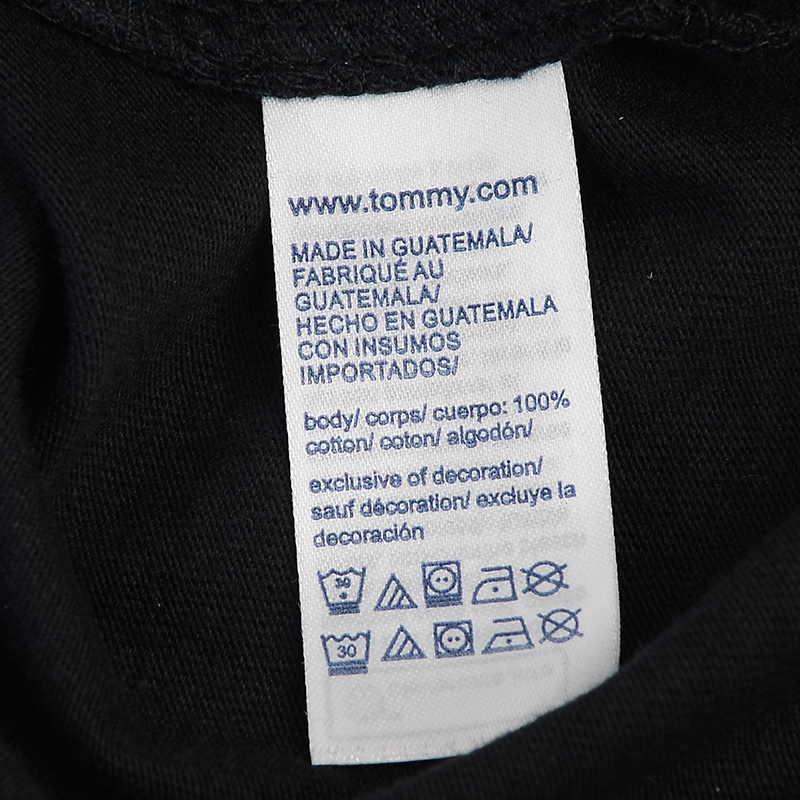 www.tommy.com
MADE IN GUATEMALA/
FABRIQUÉ AU
GUATEMALA/
HECHO EN GUATEMALA
CON INSUMOS
IMPORTADOS/
body/ corps/ cuerpo: 100%
cotton/ coton/ algodón/
exclusive of decoration/
sauf décoration/ excluye la
decoración
30
30